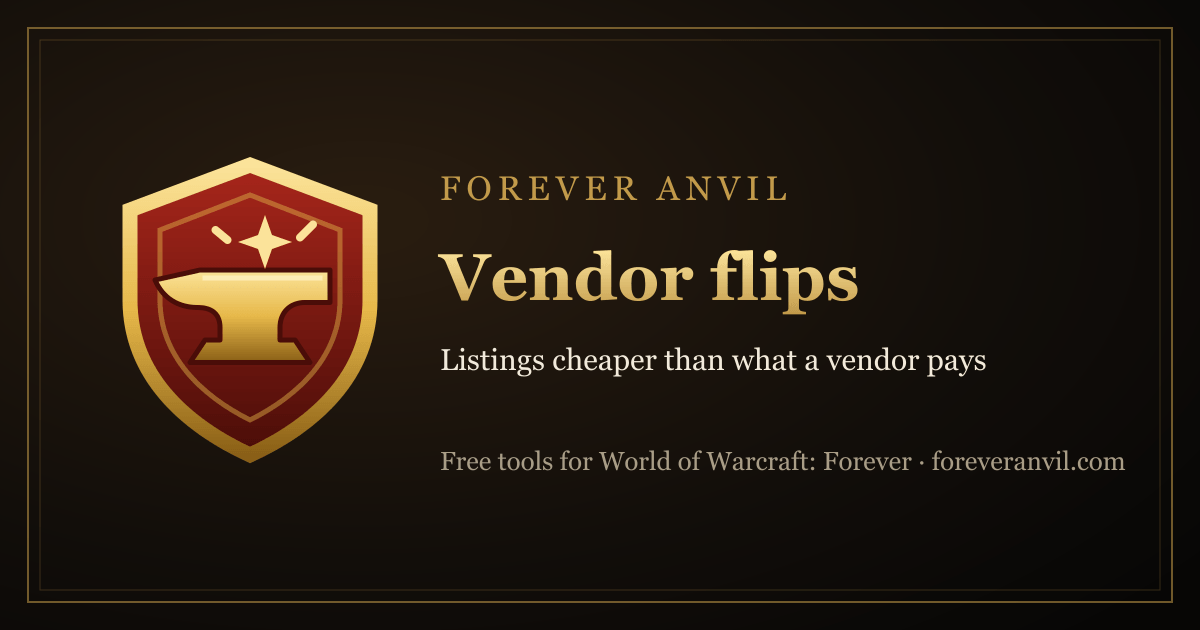 FOREVER ANVIL
Vendor flips
Listings cheaper than what a vendor pays
Free tools for World of Warcraft: Forever · foreveranvil.com